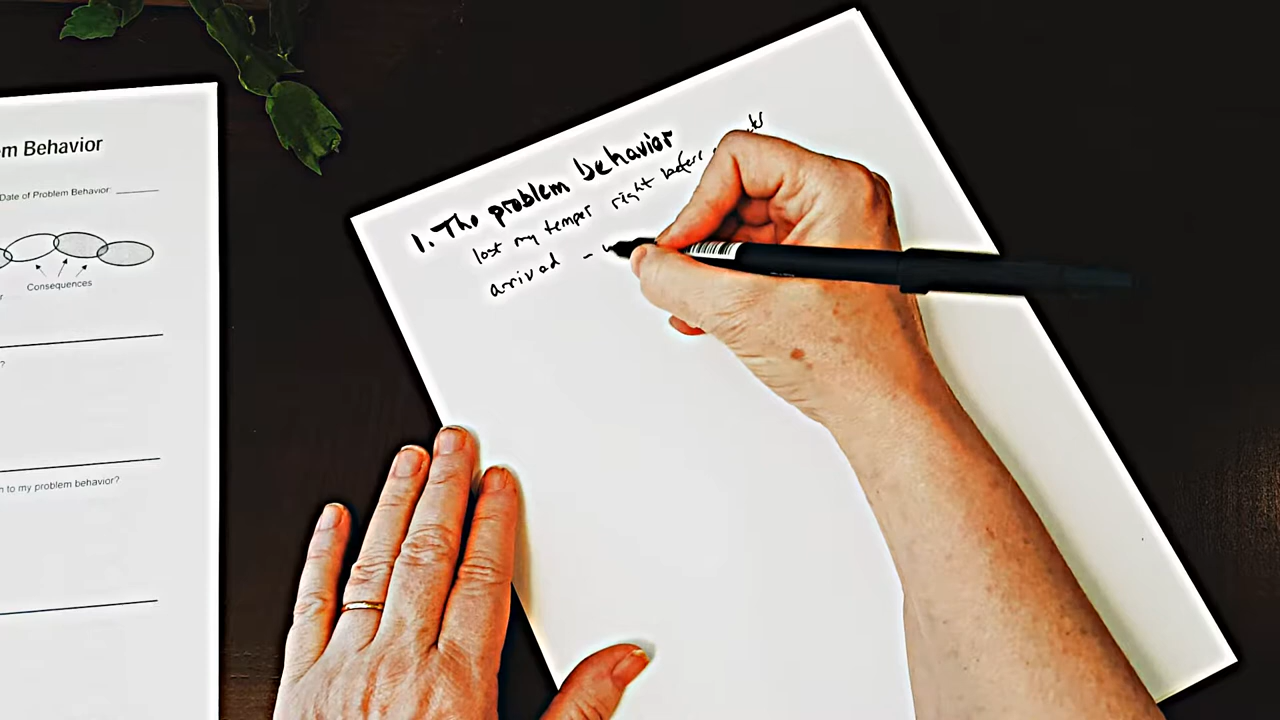 Behavior
Date of Problem Behavior:
Consequences
?
to my problem behavior?
1. The problem behavior
lost my temper right before
arrived -